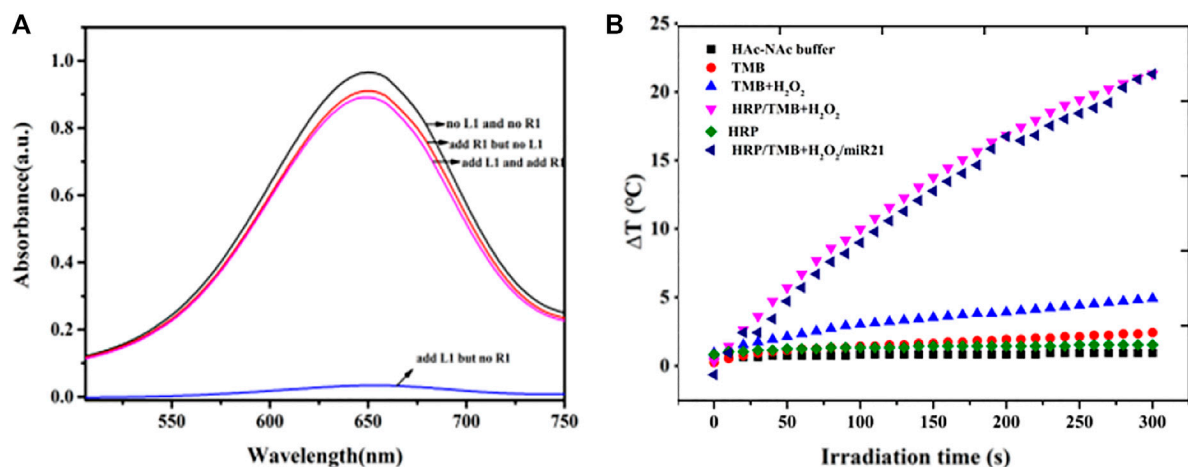 A
Absorbance(a.u.)
1.0
0.8
0.6
0.4
0.2
0.0
no L1 and no R1
add R1 but no L1
add L1 and add R1
add L1 but no R1
550
600
650
700
750
Wavelength(nm)
B
ΔT (°C)
25
20
15
10
5
0
HAc-NAc buffer
TMB
TMB+H₂O₂
HRP/TMB+H₂O₂
HRP
HRP/TMB+H₂O₂/miR21
0
50
100
150
200
250
300
Irradiation time (s)